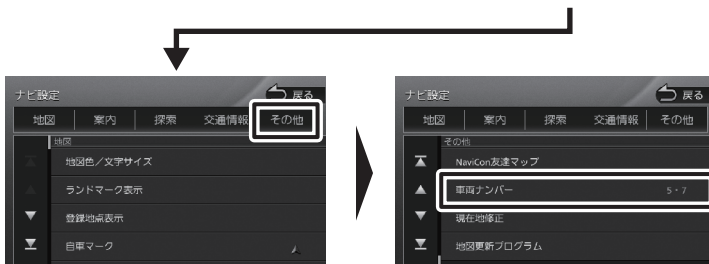 ナビ設定
戻る
地図 案内 探索 交通情報 その他
地図
地図色／文字サイズ
ランドマーク表示
登録地点表示
自車マーク
ナビ設定
戻る
地図 案内 探索 交通情報 その他
その他
NaviCon友達マップ
車両ナンバー 5・7
現在地修正
地図更新プログラム